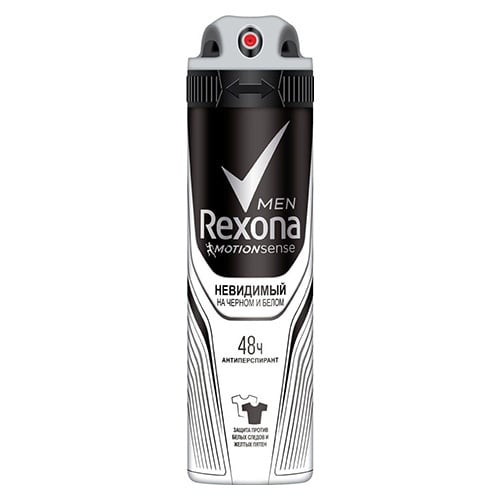 MEN
Rexona
MOTIONsense
НЕВИДИМЫЙ
НА ЧЕРНОМ И БЕЛОМ
48ч
АНТИПЕРСПИРАНТ
ЗАЩИТА ПРОТИВ
БЕЛЫХ СЛЕДОВ И
ЖЕЛТЫХ ПЯТЕН